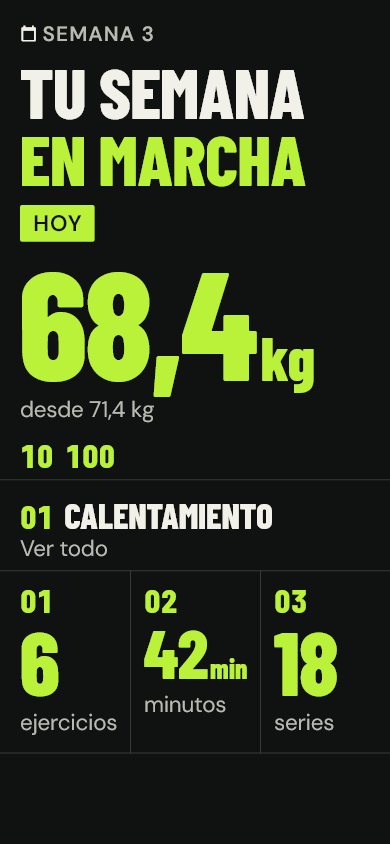 SEMANA 3
TU SEMANA
EN MARCHA
HOY
68,4kg
desde 71,4 kg
10 100
01 CALENTAMIENTO
Ver todo
01 02 03
6 42min 18
ejercicios minutos series